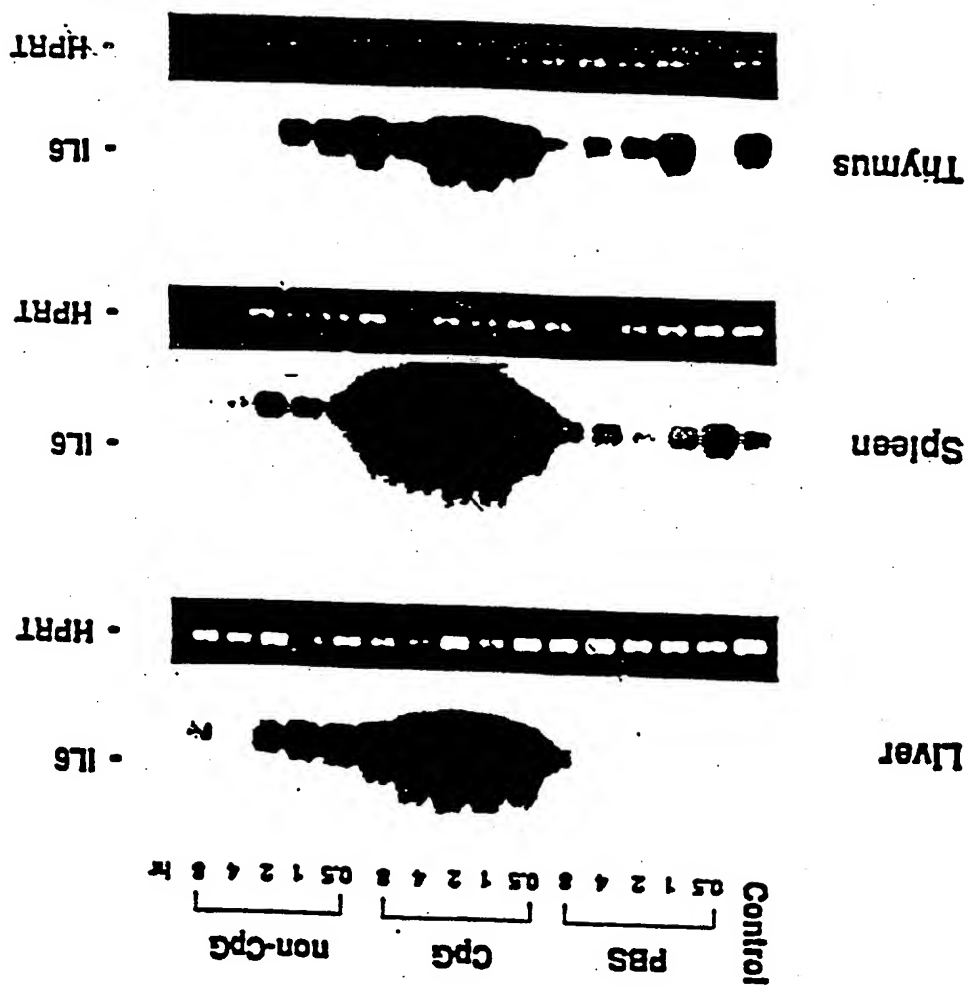 PBS CpG non-CpG
Control 0.5 1 2 4 8 0.5 1 2 4 8 0.5 1 2 4 8 hr
Liver - IL6
- HPRT
Spleen - IL6
- HPRT
Thymus - IL6
- HPRT